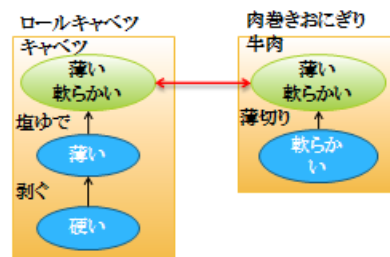 ロールキャベツ
キャベツ
薄い
軟らかい
塩ゆで
薄い
剥ぐ
硬い
肉巻きおにぎり
牛肉
薄い
軟らかい
薄切り
軟らか
い